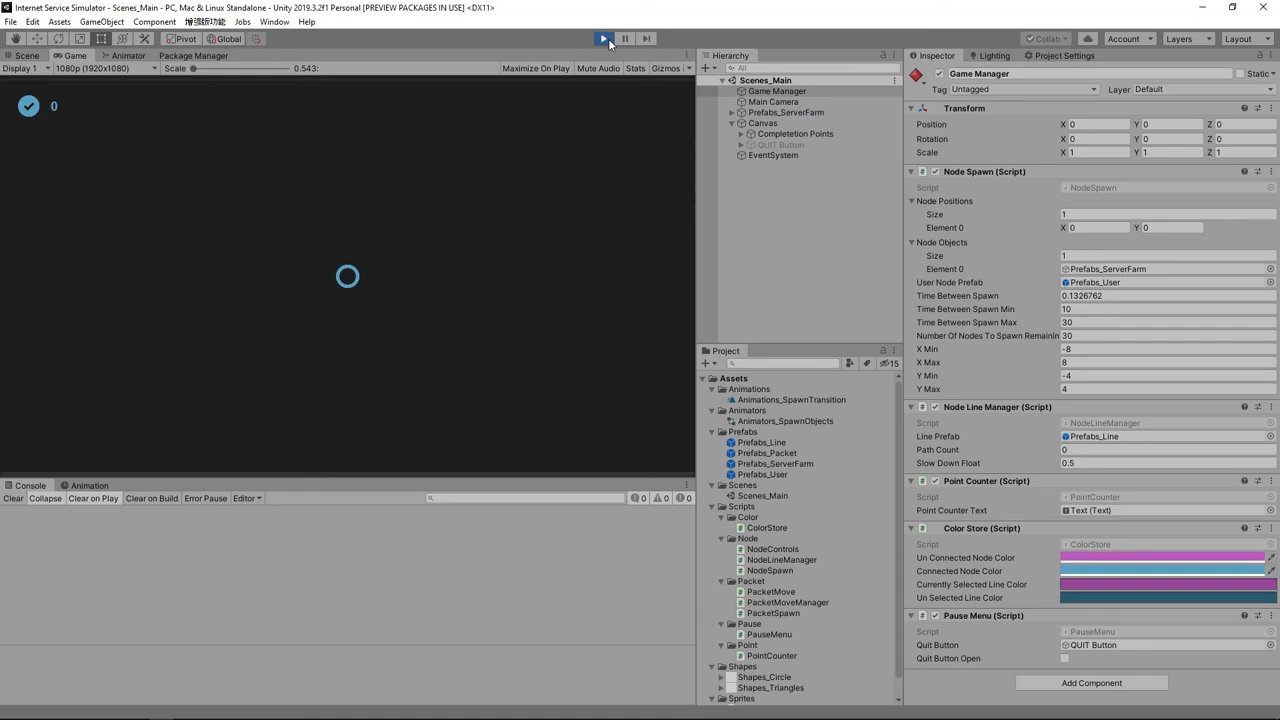 Internet Service Simulator - Scenes_Main - PC, Mac & Linux Standalone - Unity 2019.3.2f1 Personal [PREVIEW PACKAGES IN USE] <DX11>
File Edit Assets GameObject Component 增强版功能 Jobs Window Help
Pivot Global Collab Account Layers Layout
Scene Game Animator Package Manager
Display 1 1080p (1920x1080) Scale 0.543: Maximize On Play Mute Audio Stats Gizmos
0
Console Animation
Clear Collapse Clear on Play Clear on Build Error Pause Editor 0 0 0
Hierarchy
All
Scenes_Main
Game Manager
Main Camera
Prefabs_ServerFarm
Canvas
Completion Points
QUIT Button
EventSystem
Project
15
Assets
Animations
Animations_SpawnTransition
Animators
Animators_SpawnObjects
Prefabs
Prefabs_Line
Prefabs_Packet
Prefabs_ServerFarm
Prefabs_User
Scenes
Scenes_Main
Scripts
Color
ColorStore
Node
NodeControls
NodeLineManager
NodeSpawn
Packet
PacketMove
PacketMoveManager
PacketSpawn
Pause
PauseMenu
Point
PointCounter
Shapes
Shapes_Circle
Shapes_Triangles
Sprites
Inspector Lighting Project Settings
Game Manager Static
Tag Untagged Layer Default
Transform
Position X 0 Y 0 Z 0
Rotation X 0 Y 0 Z 0
Scale X 1 Y 1 Z 1
Node Spawn (Script)
Script NodeSpawn
Node Positions
Size 1
Element 0 X 0 Y 0
Node Objects
Size 1
Element 0 Prefabs_ServerFarm
User Node Prefab Prefabs_User
Time Between Spawn 0.1326762
Time Between Spawn Min 10
Time Between Spawn Max 30
Number Of Nodes To Spawn Remainin 30
X Min -8
X Max 8
Y Min -4
Y Max 4
Node Line Manager (Script)
Script NodeLineManager
Line Prefab Prefabs_Line
Path Count 0
Slow Down Float 0.5
Point Counter (Script)
Script PointCounter
Point Counter Text Text (Text)
Color Store (Script)
Script ColorStore
Un Connected Node Color
Connected Node Color
Currently Selected Line Color
Un Selected Line Color
Pause Menu (Script)
Script PauseMenu
Quit Button QUIT Button
Quit Button Open
Add Component